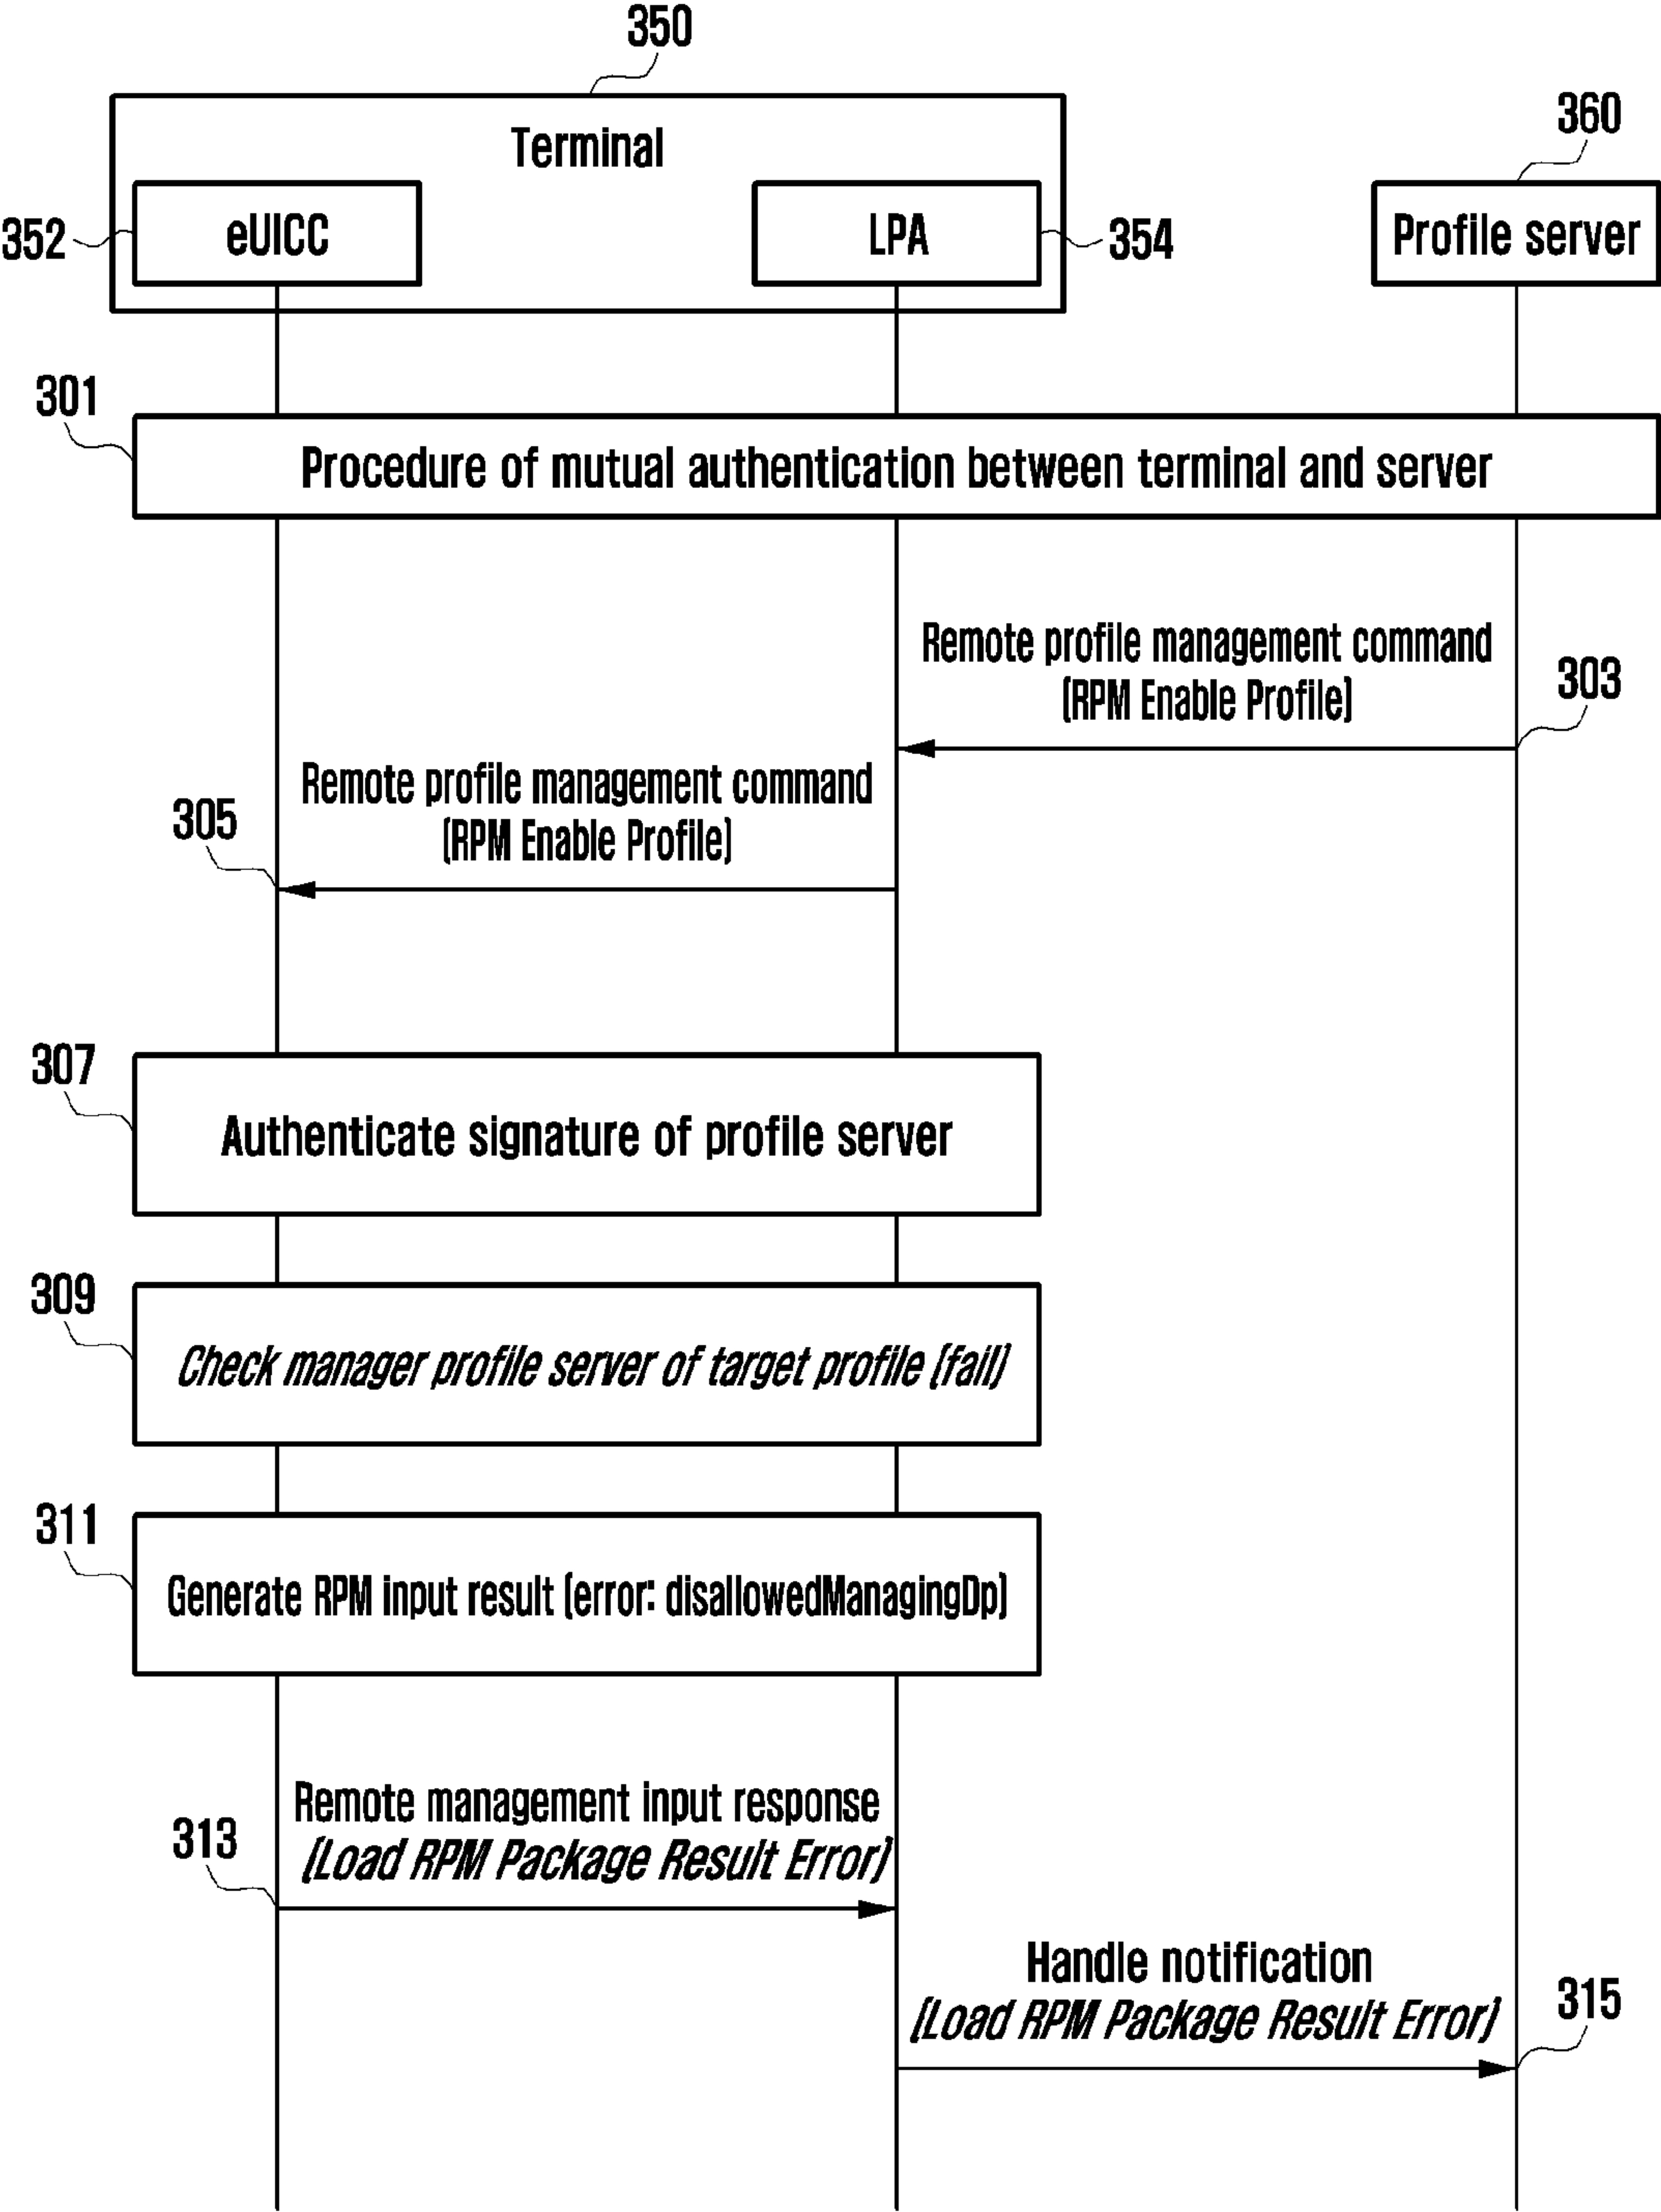 350
Terminal
360
352
eUICC
LPA
354
Profile server
301
Procedure of mutual authentication between terminal and server
Remote profile management command
(RPM Enable Profile)
303
Remote profile management command
(RPM Enable Profile)
305
307
Authenticate signature of profile server
309
Check manager profile server of target profile (fail)
311
Generate RPM input result (error: disallowedManagingDp)
Remote management input response
(Load RPM Package Result Error)
313
Handle notification
(Load RPM Package Result Error)
315